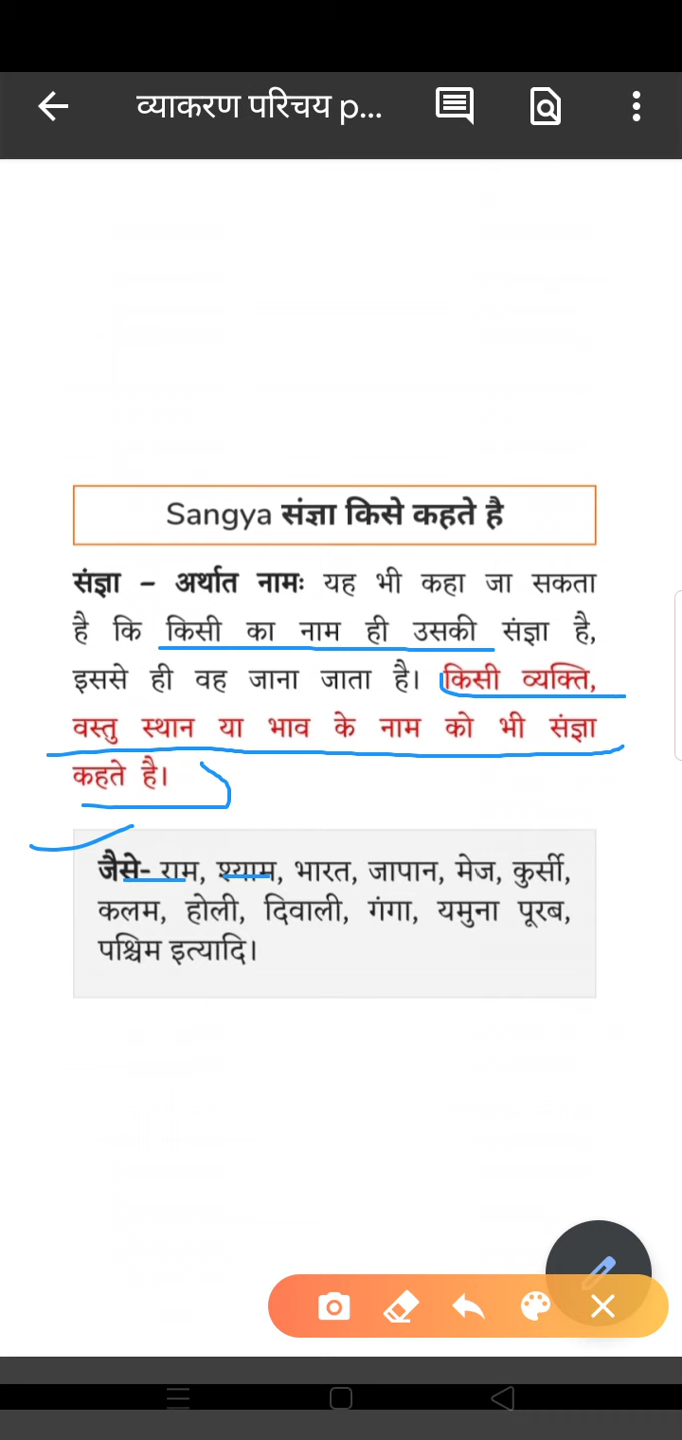 व्याकरण परिचय p...
Sangya संज्ञा किसे कहते है
संज्ञा – अर्थात नामः यह भी कहा जा सकता
है कि किसी का नाम ही उसकी संज्ञा है,
इससे ही वह जाना जाता है। किसी व्यक्ति,
वस्तु स्थान या भाव के नाम को भी संज्ञा
कहते है।
जैसे- राम, श्याम, भारत, जापान, मेज, कुर्सी,
कलम, होली, दिवाली, गंगा, यमुना पूरब,
पश्चिम इत्यादि।